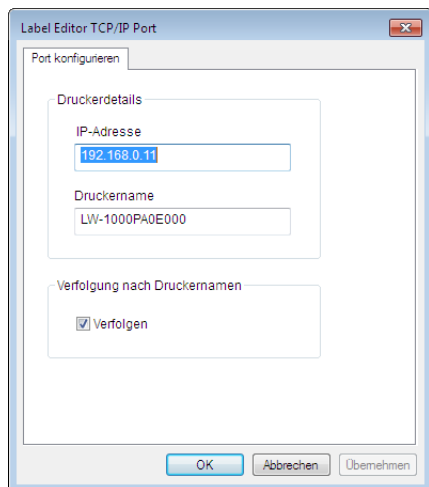 Label Editor TCP/IP Port
Port konfigurieren
Druckerdetails
IP-Adresse
192.168.0.11
Druckername
LW-1000PA0E000
Verfolgung nach Druckernamen
Verfolgen
OK
Abbrechen
Übernehmen